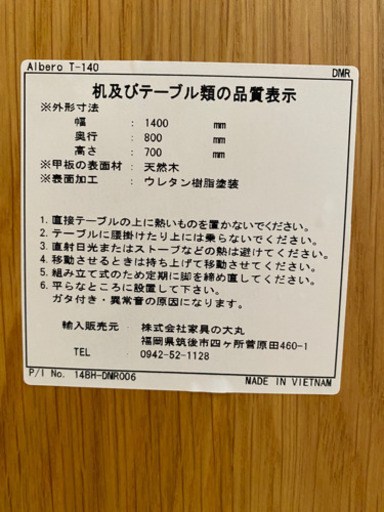 Albero T-140 DMR
机及びテーブル類の品質表示
※外形寸法
幅 : 1400 mm
奥行 : 800 mm
高さ : 700 mm
※甲板の表面材 : 天然木
※表面加工 : ウレタン樹脂塗装
1. 直接テーブルの上に熱いものを置かないでください。
2. テーブルに腰掛けたり上には乗らないでください。
3. 直射日光またはストーブなどの熱は避けてください。
4. 移動させるときは持ち上げて移動させてください。
5. 組み立て式のため定期に脚を締め直してください。
6. 平らなところに設置して下さい。
ガタ付き・異常音の原因になります。
輸入販売元 : 株式会社家具の大丸
福岡県筑後市四ヶ所菅原田460-1
TEL : 0942-52-1128
P/I No. 14BH-DMR006 MADE IN VIETNAM